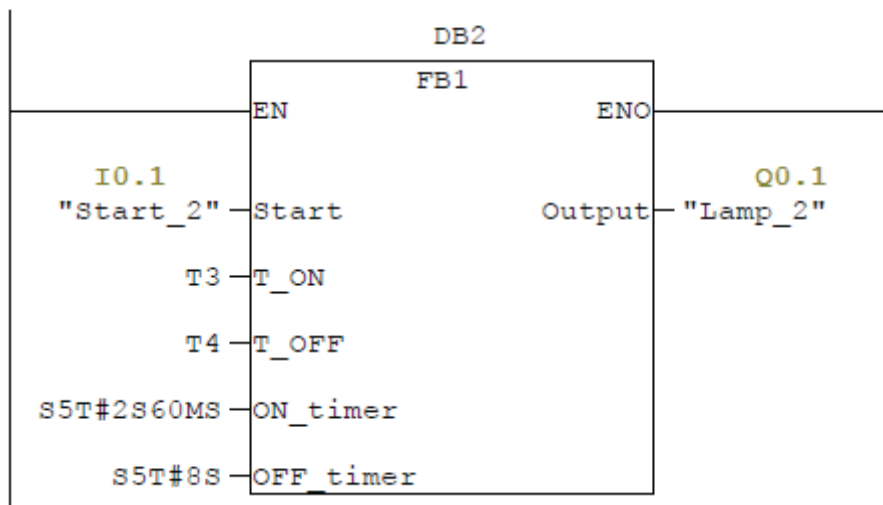 DB2
FB1
EN ENO
I0.1 Q0.1
"Start_2" Start Output "Lamp_2"
T3 T_ON
T4 T_OFF
S5T#2S60MS ON_timer
S5T#8S OFF_timer